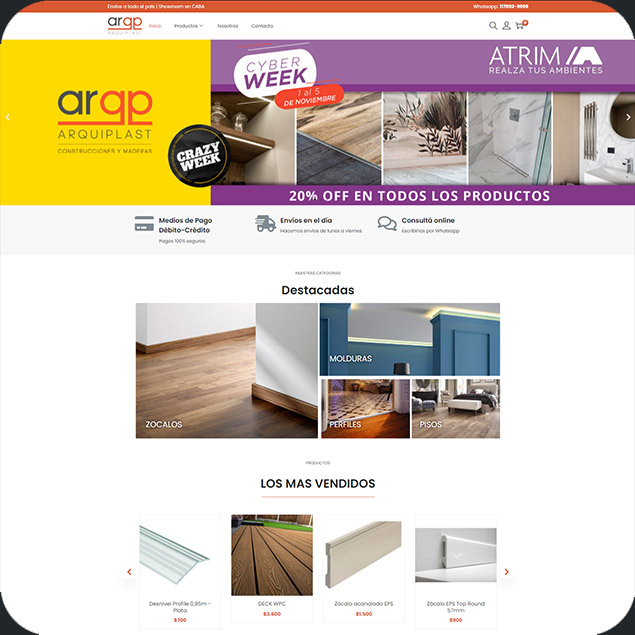 Envíos a todo el país | Showroom en CABA
Whatsapp: 117892-9999
arqp
ARQUIPLAST
Inicio
Productos
Nosotros
Contacto
0
arqp
ARQUIPLAST
CONSTRUCCIONES Y MADERAS
CRAZY
WEEK
CYBER
WEEK
1 al 5
DE NOVIEMBRE
ATRIM
REALZA TUS AMBIENTES
20% OFF EN TODOS LOS PRODUCTOS
Medios de Pago
Débito-Crédito
Pagos 100% seguros
Envíos en el día
Hacemos envíos de lunes a viernes
Consultá online
Escribinos por Whatsapp
NUESTRAS CATEGORIAS
Destacadas
ZOCALOS
MOLDURAS
PERFILES
PISOS
PRODUCTOS
LOS MAS VENDIDOS
Desnivel Profile 0,95m -
Plata
$700
DECK WPC
$3.600
Zócalo acanalado EPS
$1.500
Zócalo EPS Top Round
57mm
$900